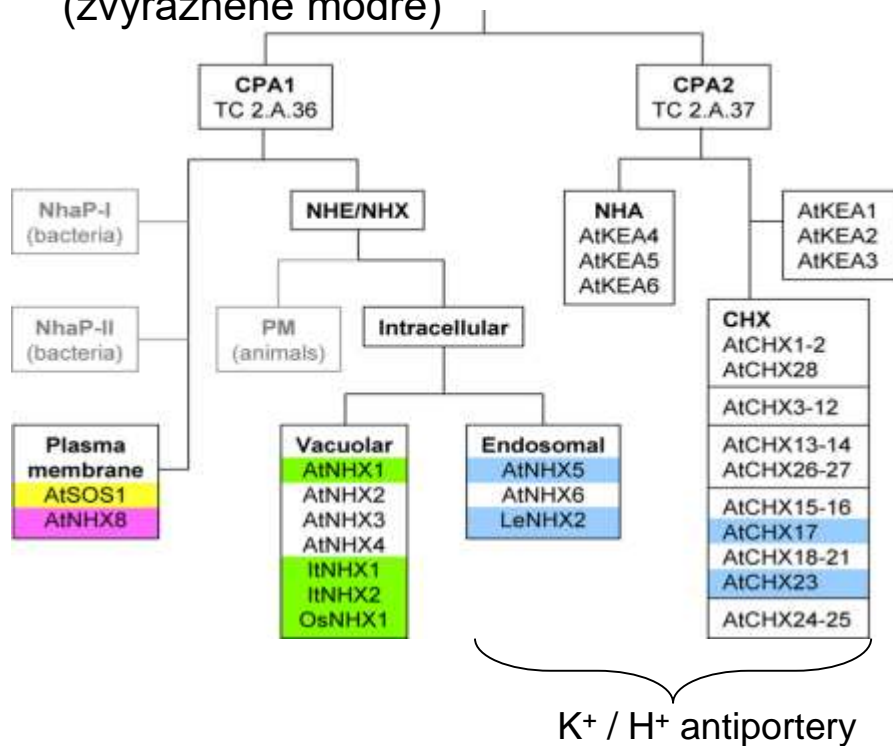 (zvýrazněné modře)
CPA1
TC 2.A.36
CPA2
TC 2.A.37
NhaP-I
(bacteria)
NHE/NHX
NHA
AtKEA4
AtKEA5
AtKEA6
AtKEA1
AtKEA2
AtKEA3
NhaP-II
(bacteria)
PM
(animals)
Intracellular
CHX
AtCHX1-2
AtCHX28
AtCHX3-12
AtCHX13-14
AtCHX26-27
AtCHX15-16
AtCHX17
AtCHX18-21
AtCHX23
AtCHX24-25
Plasma
membrane
AtSOS1
AtNHX8
Vacuolar
AtNHX1
AtNHX2
AtNHX3
AtNHX4
ItNHX1
ItNHX2
OsNHX1
Endosomal
AtNHX5
AtNHX6
LeNHX2
K⁺ / H⁺ antiportery